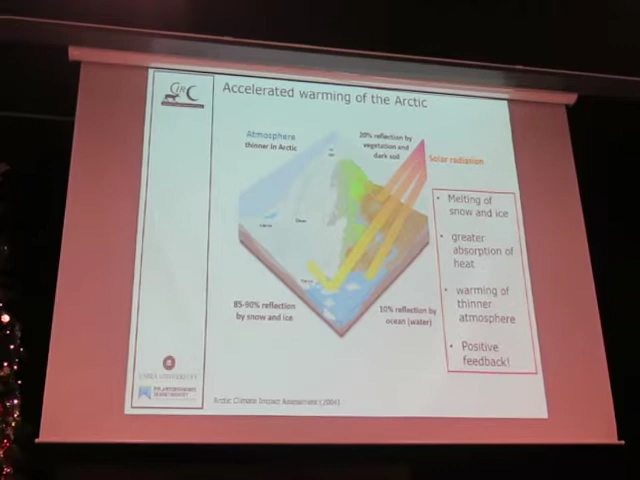 CIRC
Accelerated warming of the Arctic
Atmosphere
thinner in Arctic
20% reflection by
vegetation and
dark soil
Solar radiation
• Melting of
snow and ice
• greater
absorption of
heat
• warming of
thinner
atmosphere
• Positive
feedback!
85-90% reflection
by snow and ice
10% reflection by
ocean (water)
Arctic Climate Impact Assessment (2004)